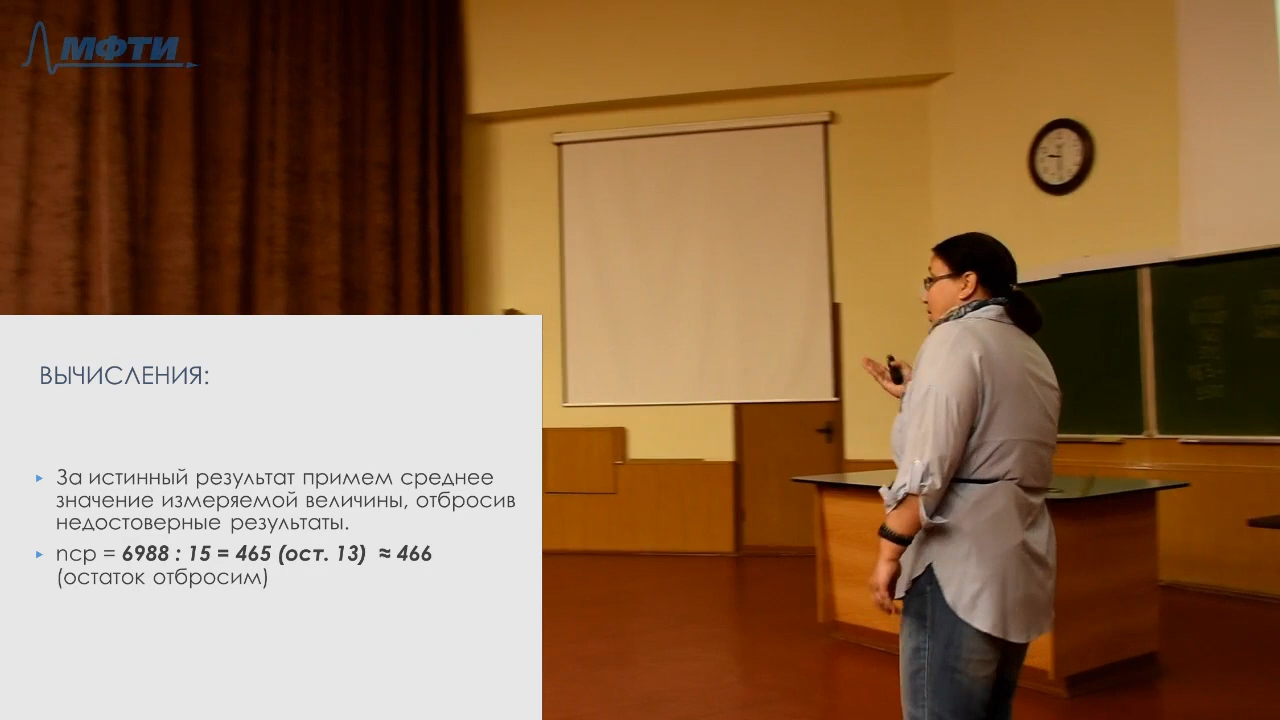 МФТИ
ВЫЧИСЛЕНИЯ:
За истинный результат примем среднее
значение измеряемой величины, отбросив
недостоверные результаты.
nср = 6988 : 15 = 465 (ост. 13) ≈ 466
(остаток отбросим)